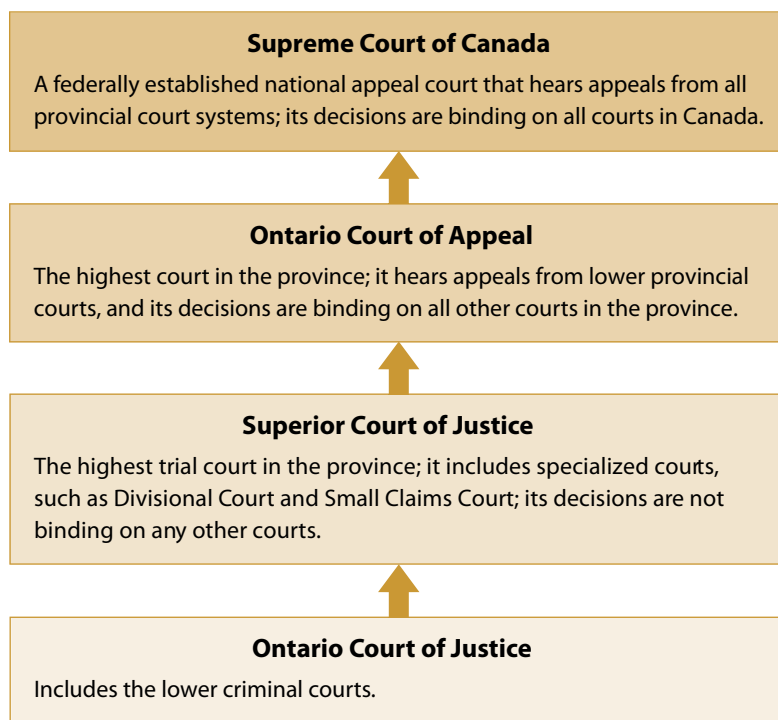 Supreme Court of Canada
A federally established national appeal court that hears appeals from all
provincial court systems; its decisions are binding on all courts in Canada.
Ontario Court of Appeal
The highest court in the province; it hears appeals from lower provincial
courts, and its decisions are binding on all other courts in the province.
Superior Court of Justice
The highest trial court in the province; it includes specialized courts,
such as Divisional Court and Small Claims Court; its decisions are not
binding on any other courts.
Ontario Court of Justice
Includes the lower criminal courts.